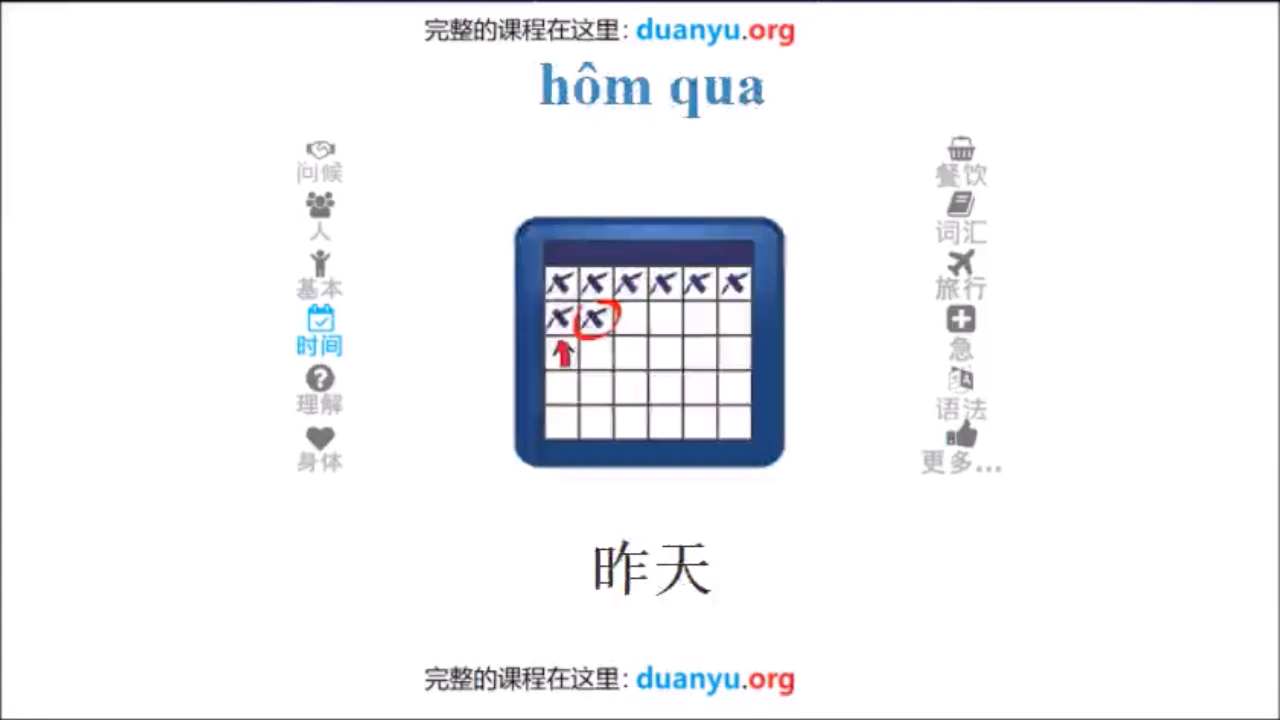 完整的课程在这里：duanyu.org
hôm qua
问候
人
基本
时间
理解
身体
餐饮
词汇
旅行
急
语法
更多...
昨天
完整的课程在这里：duanyu.org